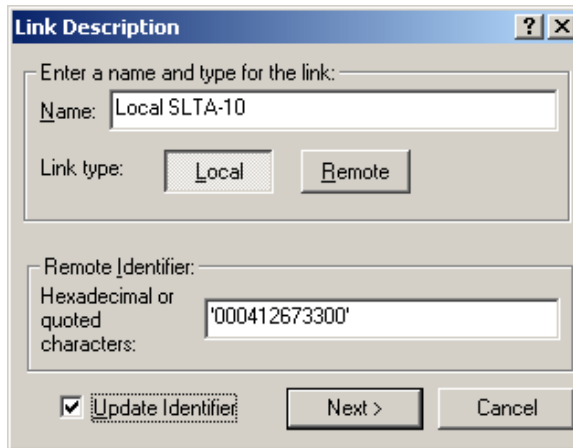 Link Description
Enter a name and type for the link:
Name: Local SLTA-10
Link type: Local Remote
Remote Identifier:
Hexadecimal or
quoted
characters:
'000412673300'
Update Identifier Next > Cancel